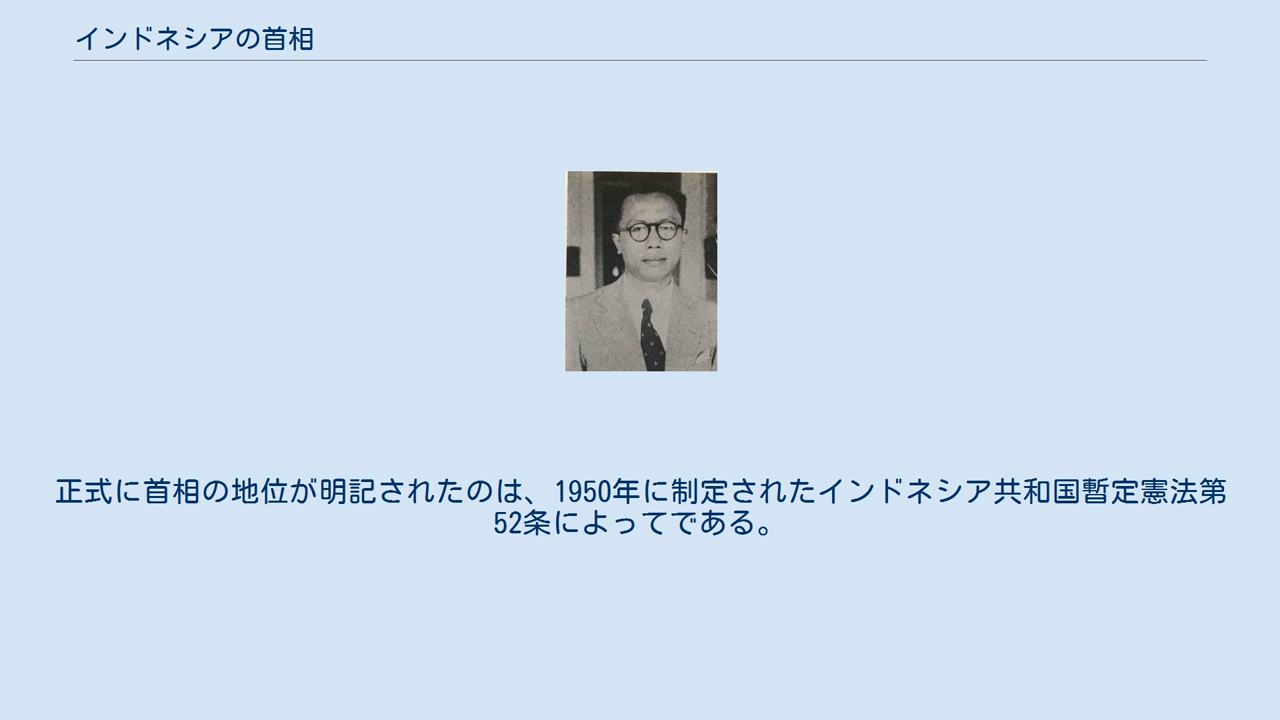 インドネシアの首相
正式に首相の地位が明記されたのは、1950年に制定されたインドネシア共和国暫定憲法第
52条によってである。